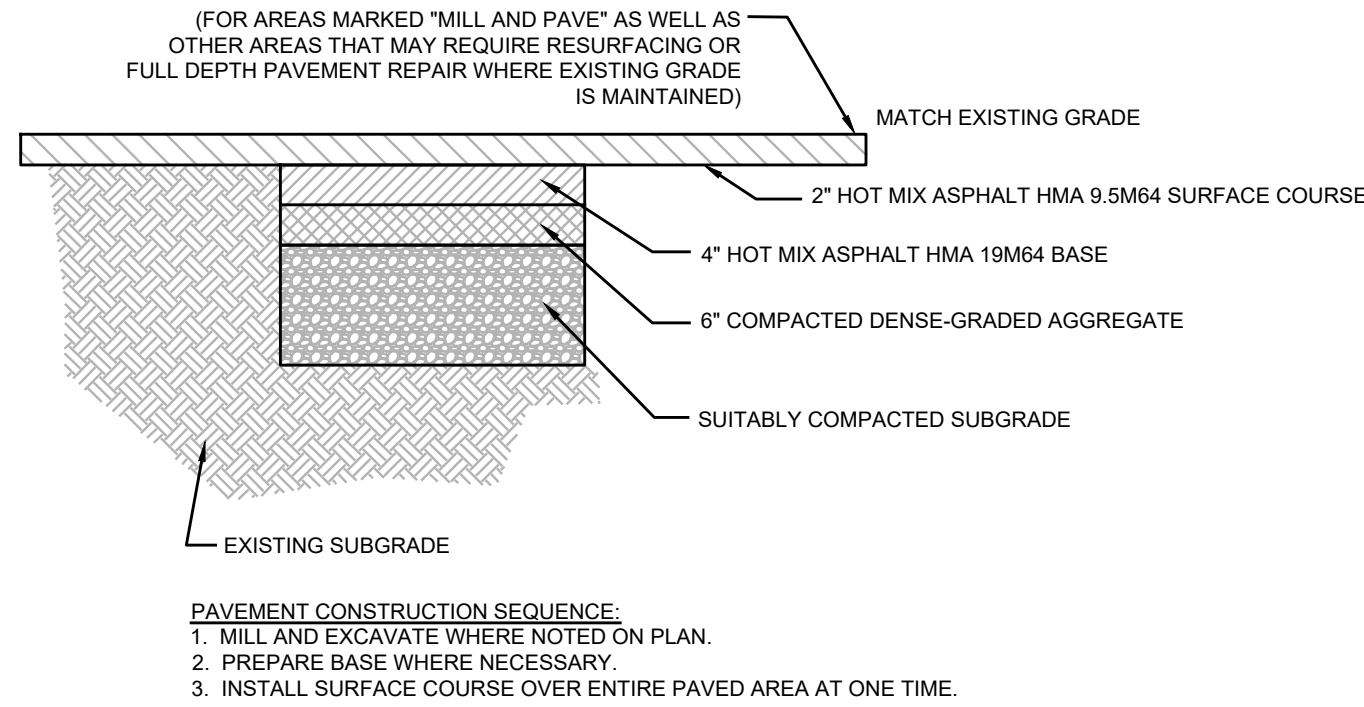 (FOR AREAS MARKED "MILL AND PAVE" AS WELL AS
OTHER AREAS THAT MAY REQUIRE RESURFACING OR
FULL DEPTH PAVEMENT REPAIR WHERE EXISTING GRADE
IS MAINTAINED)
MATCH EXISTING GRADE
2" HOT MIX ASPHALT HMA 9.5M64 SURFACE COURSE
4" HOT MIX ASPHALT HMA 19M64 BASE
6" COMPACTED DENSE-GRADED AGGREGATE
SUITABLY COMPACTED SUBGRADE
EXISTING SUBGRADE
PAVEMENT CONSTRUCTION SEQUENCE:
1. MILL AND EXCAVATE WHERE NOTED ON PLAN.
2. PREPARE BASE WHERE NECESSARY.
3. INSTALL SURFACE COURSE OVER ENTIRE PAVED AREA AT ONE TIME.